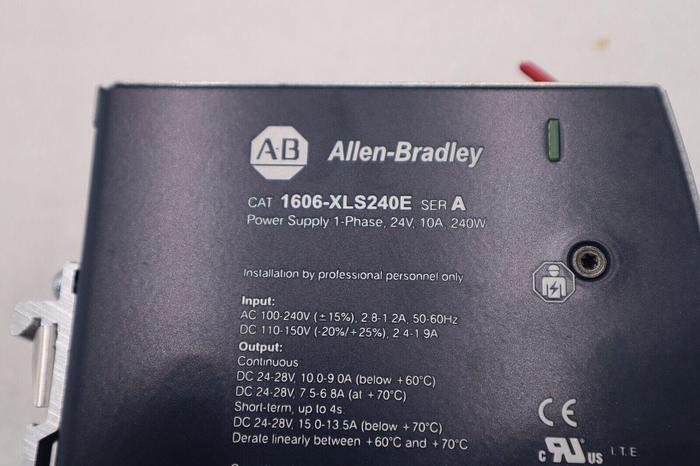 A-B Allen-Bradley
CAT 1606-XLS240E SER A
Power Supply 1-Phase, 24V, 10A, 240W
Installation by professional personnel only
Input:
AC 100-240V (±15%), 2.8-1.2A, 50-60Hz
DC 110-150V (-20%/+25%), 2.4-1.9A
Output:
Continuous
DC 24-28V, 10.0-9.0A (below +60°C)
DC 24-28V, 7.5-6.8A (at +70°C)
Short-term, up to 4s:
DC 24-28V, 15.0-13.5A (below +70°C)
Derate linearly between +60°C and +70°C
CE
c RU US I.T.E.